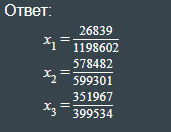 Ответ:
x₁ = 26839/1198602
x₂ = 578482/599301
x₃ = 351967/399534